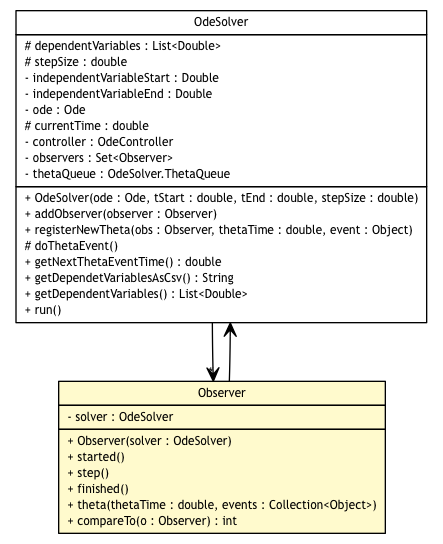 OdeSolver
# dependentVariables : List<Double>
# stepSize : double
- independentVariableStart : Double
- independentVariableEnd : Double
- ode : Ode
# currentTime : double
- controller : OdeController
- observers : Set<Observer>
- thetaQueue : OdeSolver.ThetaQueue
+ OdeSolver(ode : Ode, tStart : double, tEnd : double, stepSize : double)
+ addObserver(observer : Observer)
+ registerNewTheta(obs : Observer, thetaTime : double, event : Object)
# doThetaEvent()
+ getNextThetaEventTime() : double
+ getDependetVariablesAsCsv() : String
+ getDependentVariables() : List<Double>
+ run()
Observer
- solver : OdeSolver
+ Observer(solver : OdeSolver)
+ started()
+ step()
+ finished()
+ theta(thetaTime : double, events : Collection<Object>)
+ compareTo(o : Observer) : int